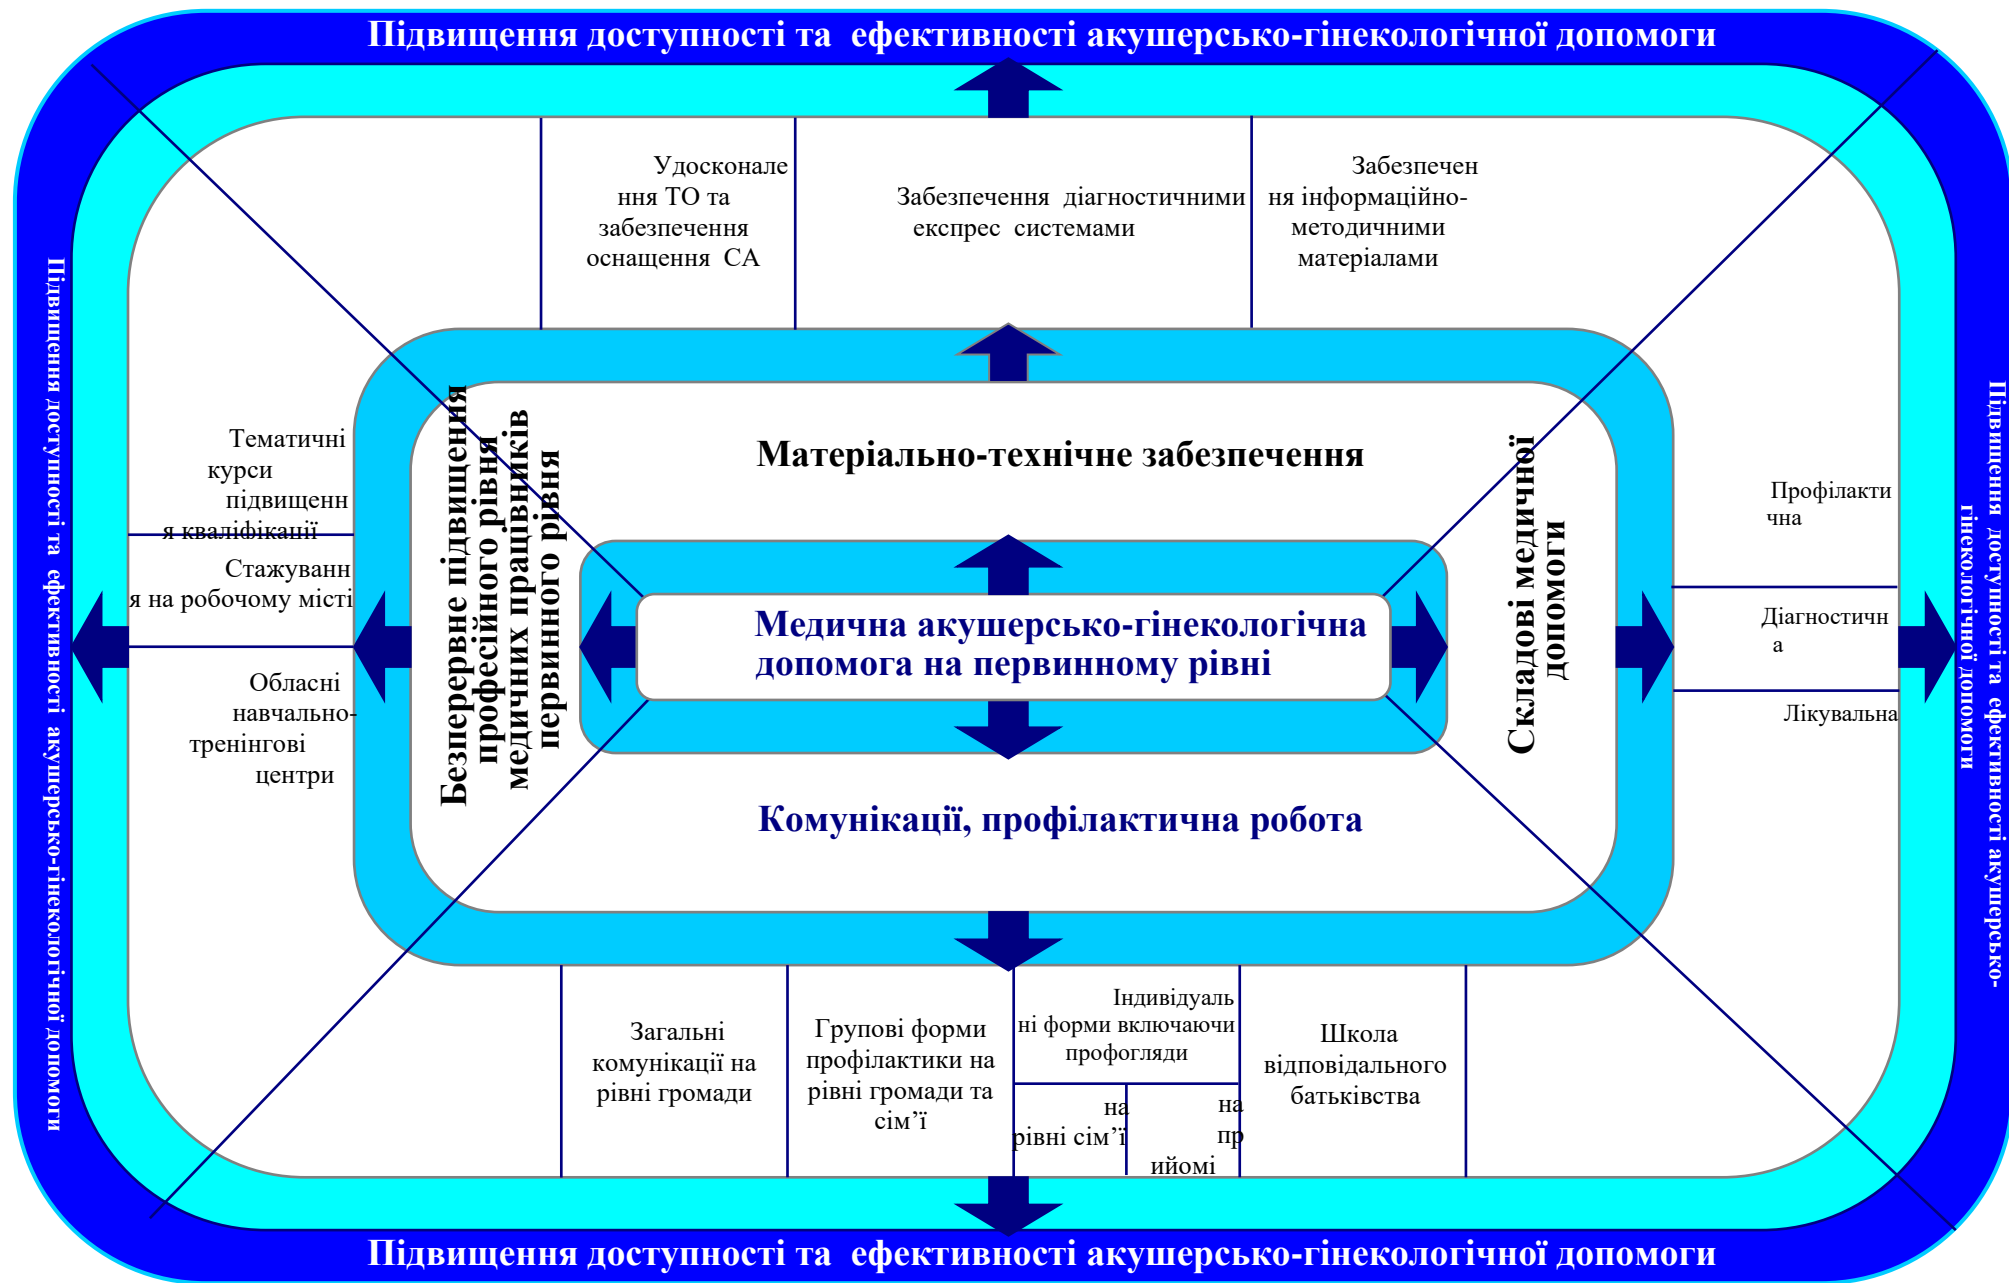 Підвищення доступності та ефективності акушерсько-гінекологічної допомоги
Удосконале
ння ТО та
забезпечення
оснащення СА
Забезпечення діагностичними
експрес системами
Забезпечен
ня інформаційно-
методичними
матеріалами
Підвищення доступності та ефективності акушерсько-гінекологічної допомоги
Тематичні
курси
підвищенн
я кваліфікації
Стажуванн
я на робочому місті
Обласні
навчально-
тренінгові
центри
Безперервне підвищення
професійного рівня
медичних працівників
первинного рівня
Матеріально-технічне забезпечення
Медична акушерсько-гінекологічна
допомога на первинному рівні
Комунікації, профілактична робота
Складові медичної
допомоги
Профілакти
чна
Діагностичн
а
Лікувальна
Підвищення доступності та ефективності акушерсько-
гінекологічної допомоги
Загальні
комунікації на
рівні громади
Групові форми
профілактики на
рівні громади та
сім’ї
Індивідуаль
ні форми включаючи
профогляди
на
рівні сім’ї
на
пр
ийомі
Школа
відповідального
батьківства
Підвищення доступності та ефективності акушерсько-гінекологічної допомоги